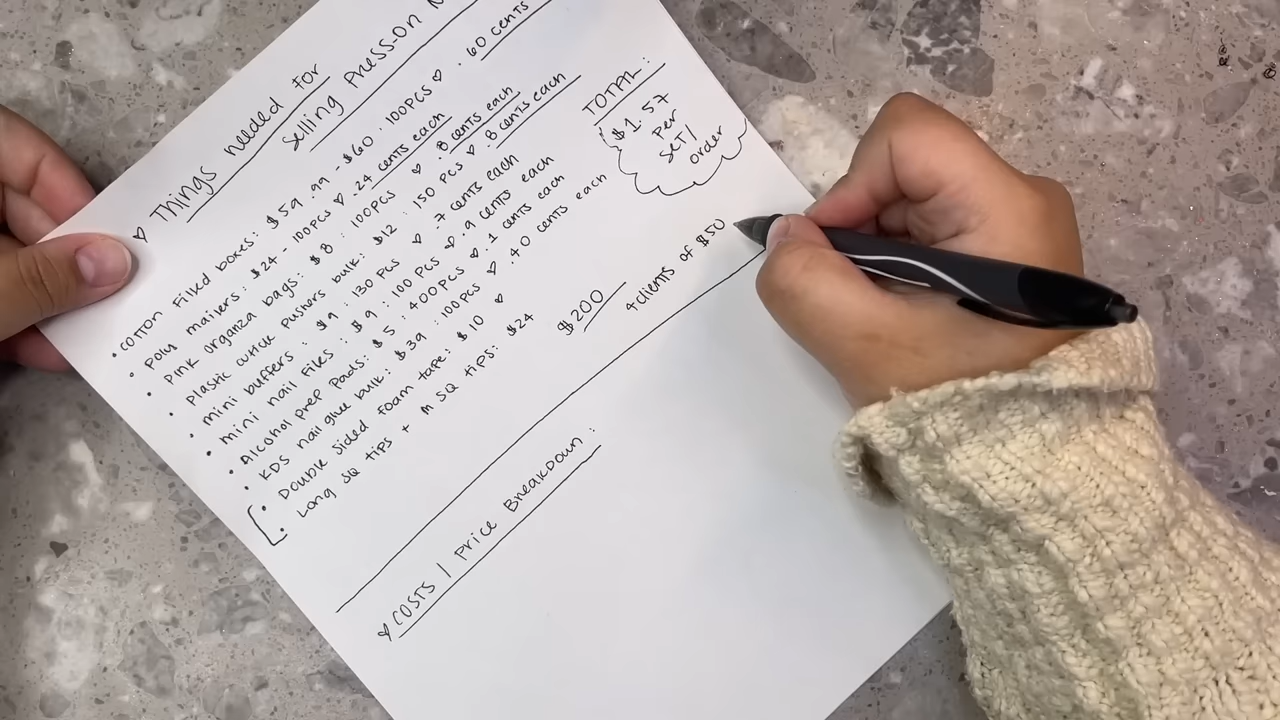 ♡ Things needed for
selling Press-on N
• Cotton Filled boxes: $59.99 - $60 · 100PCS ♡ . 60 cents
• Poly mailers: $24 - 100PCS ♡ .24 cents each
• Pink organza bags: $8 : 100PCS ♡ .8 cents each
• Plastic cuticle pushors bulk: $12 : 150 PCS ♡ .8 cents each
• mini buffers : $9 : 130 Pcs ♡ .7 cents each
• mini nail files : $9 : 100 PCS ♡ .9 cents each
• Alcohol prep Pads: $5 : 400PCS ♡ .1 cents each
• KDS nail glue bulk: $39 : 100PCS ♡ .40 cents each
• Double sided foam tape: $10 ♡
• Long SQ tips + M SQ tips: $24
TOTAL:
$1.57
Per
set/
order
$200
4 clients of $50
♡ COSTS / Price Breakdown :